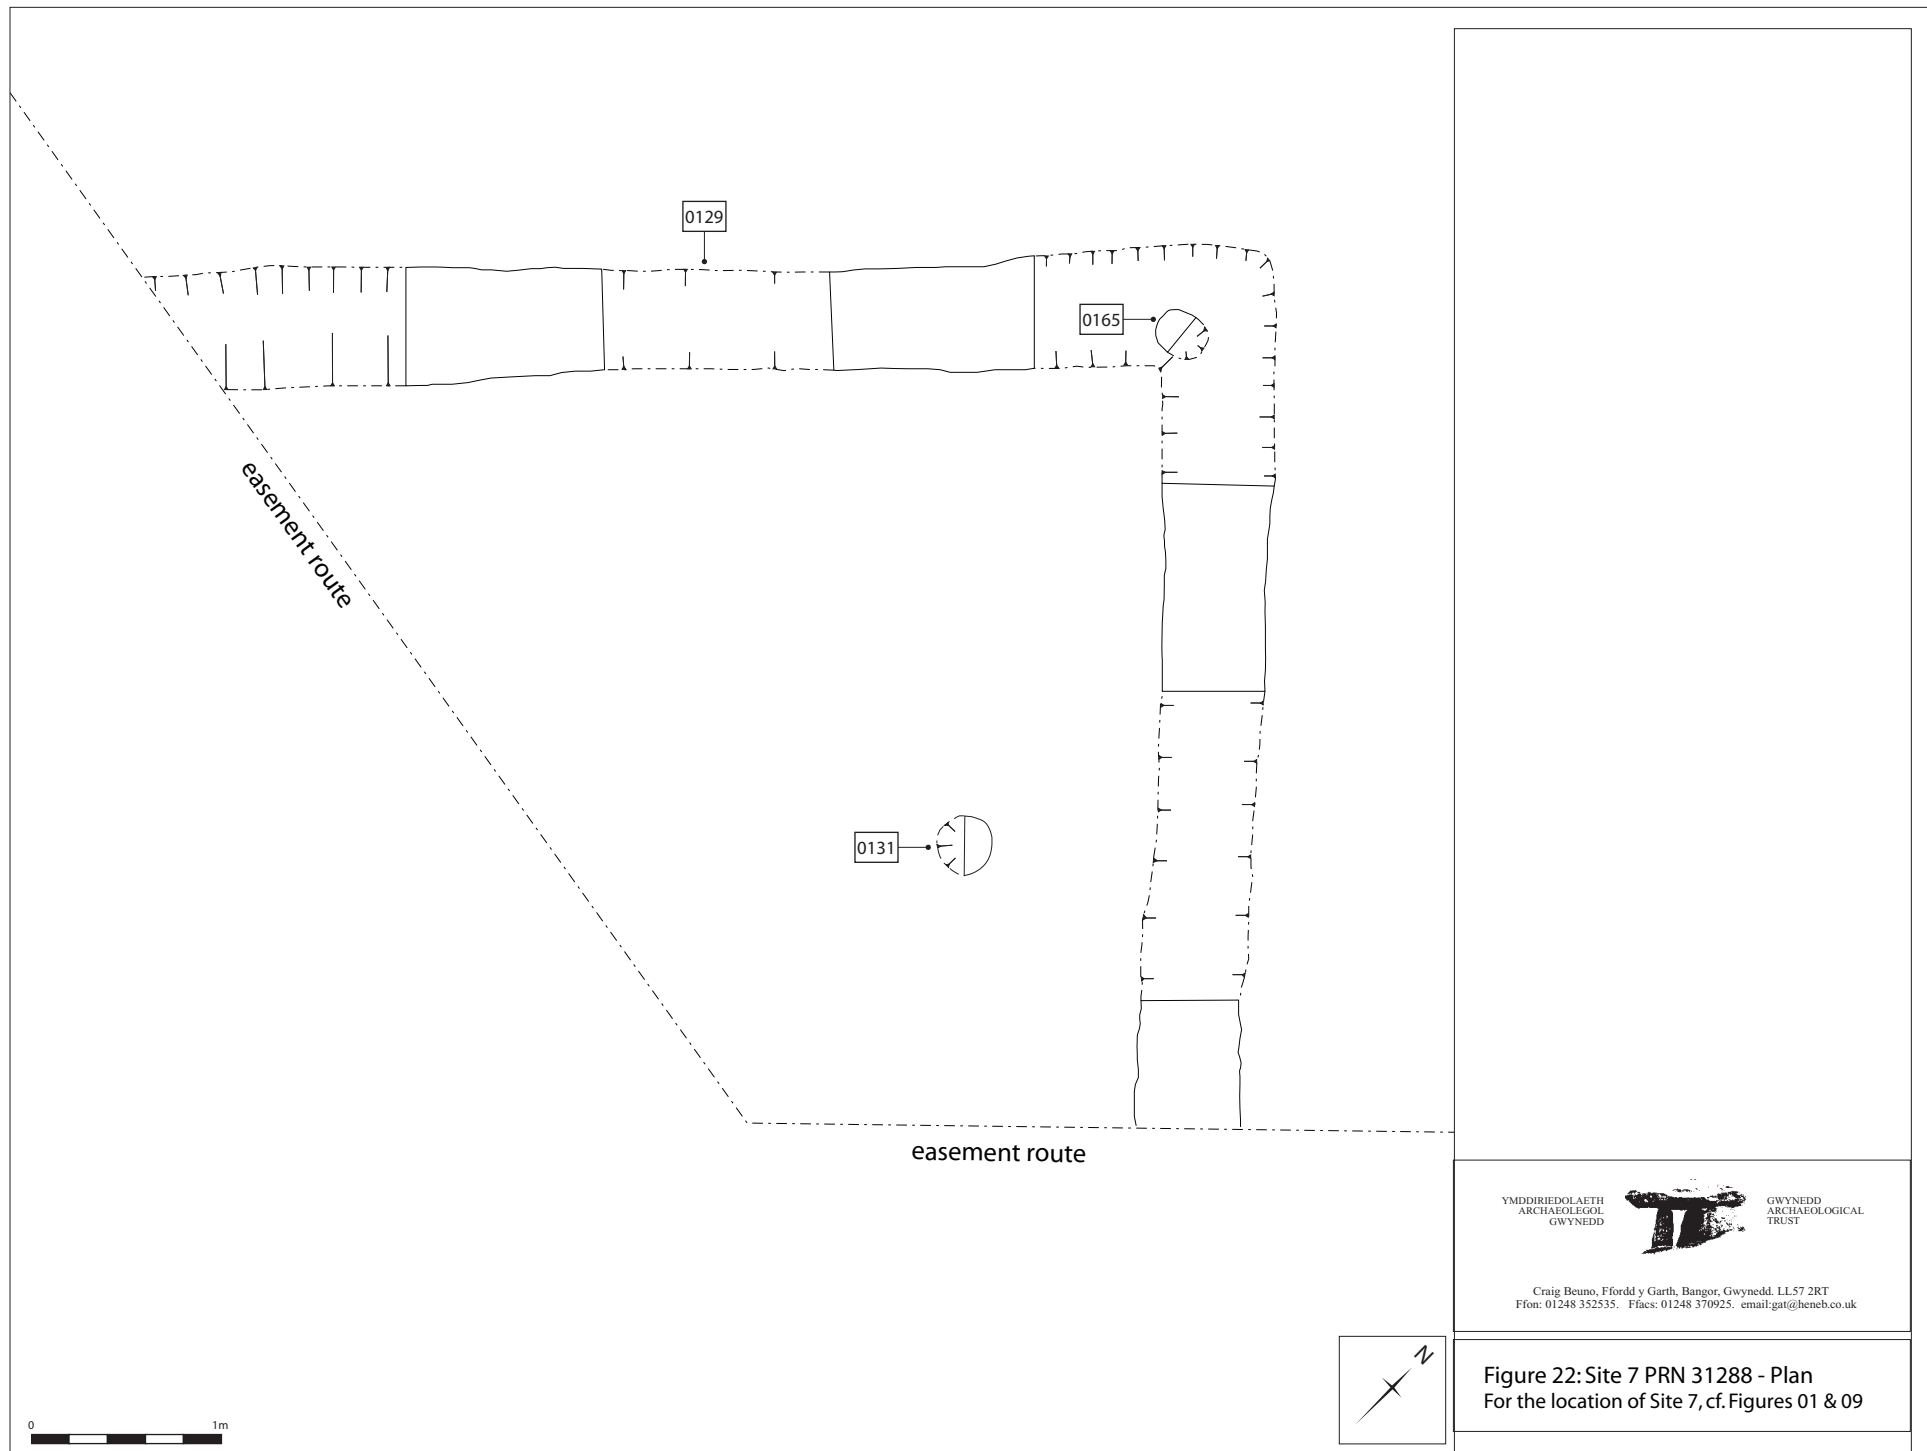 0129
0165
easement route
0131
easement route
YMDDIRIEDOLAETH
ARCHAEOLEGOL
GWYNEDD
GWYNEDD
ARCHAEOLOGICAL
TRUST
Craig Beuno, Ffordd y Garth, Bangor, Gwynedd. LL57 2RT
Ffon: 01248 352535. Ffacs: 01248 370925. email:gat@heneb.co.uk
N
Figure 22: Site 7 PRN 31288 - Plan
For the location of Site 7, cf. Figures 01 & 09
0 1m